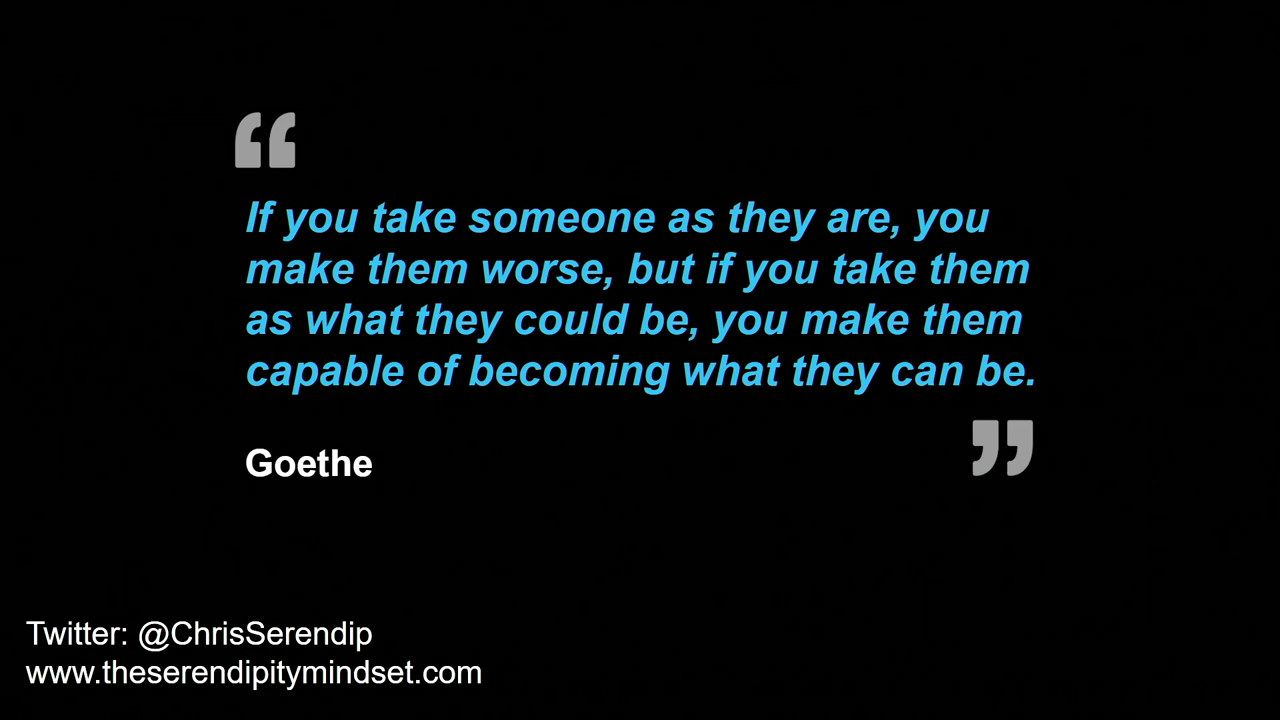 “
If you take someone as they are, you
make them worse, but if you take them
as what they could be, you make them
capable of becoming what they can be.
”
Goethe
Twitter: @ChrisSerendip
www.theserendipitymindset.com